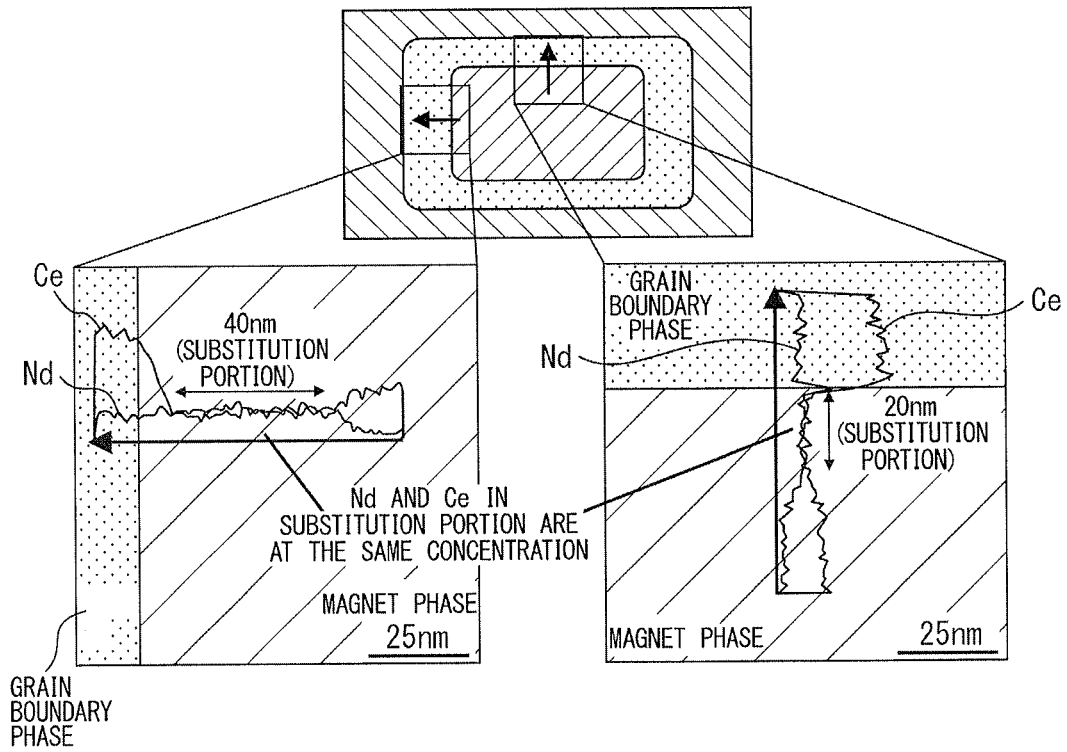 Ce
40nm
(SUBSTITUTION
PORTION)
Nd
GRAIN
BOUNDARY
PHASE
Ce
Nd
20nm
(SUBSTITUTION
PORTION)
Nd AND Ce IN
SUBSTITUTION PORTION ARE
AT THE SAME CONCENTRATION
MAGNET PHASE
25nm
MAGNET PHASE
25nm
GRAIN
BOUNDARY
PHASE